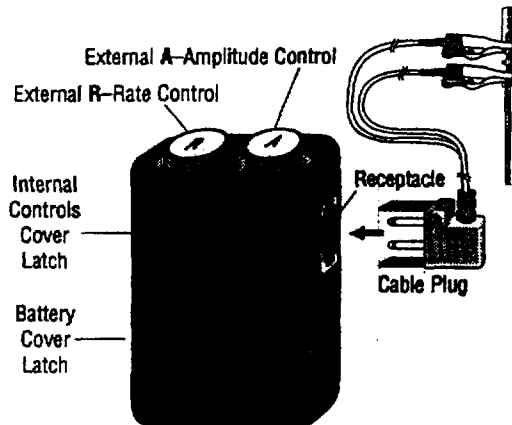 External A–Amplitude Control
External R–Rate Control
R
A
Receptacle
Internal
Controls
Cover
Latch
Cable Plug
Battery
Cover
Latch